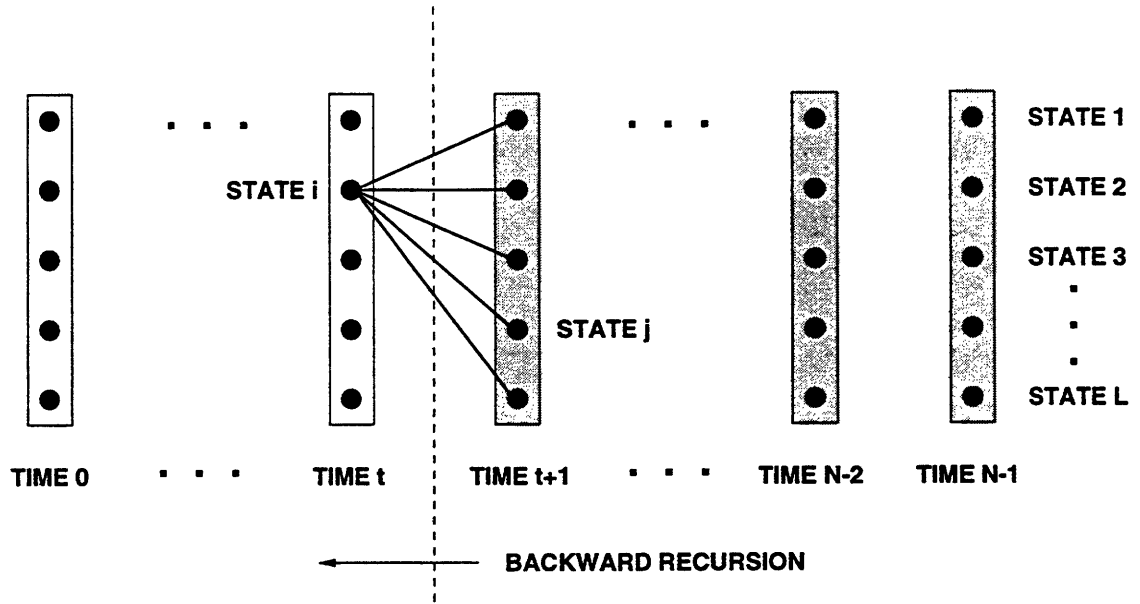 STATE 1
STATE i
STATE 2
STATE 3
STATE j
STATE L
TIME 0 . . . TIME t TIME t+1 . . . TIME N-2 TIME N-1
BACKWARD RECURSION